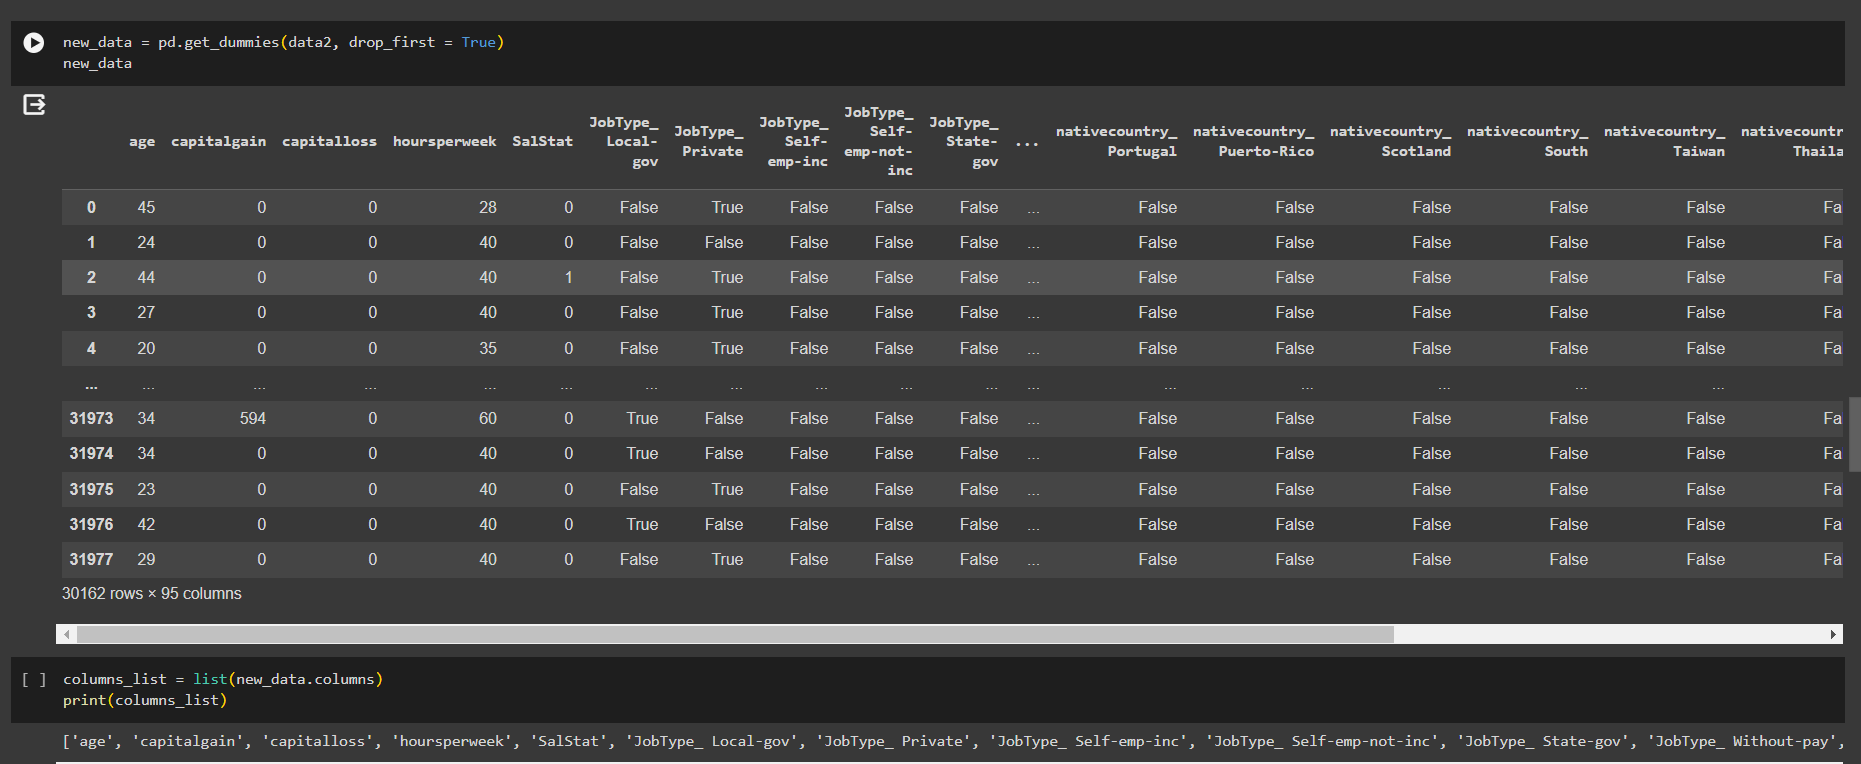 new_data = pd.get_dummies(data2, drop_first = True)
new_data
age capitalgain capitalloss hoursperweek SalStat JobType_ Local-gov JobType_ Private JobType_ Self-emp-inc JobType_ Self-emp-not-inc JobType_ State-gov ... nativecountry_ Portugal nativecountry_ Puerto-Rico nativecountry_ Scotland nativecountry_ South nativecountry_ Taiwan nativecountr Thaila
0 45 0 0 28 0 False True False False False ... False False False False False Fa
1 24 0 0 40 0 False False False False False ... False False False False False Fa
2 44 0 0 40 1 False True False False False ... False False False False False Fa
3 27 0 0 40 0 False True False False False ... False False False False False Fa
4 20 0 0 35 0 False True False False False ... False False False False False Fa
... ... ... ... ... ... ... ... ... ... ... ... ... ... ... ... ...
31973 34 594 0 60 0 True False False False False ... False False False False False Fa
31974 34 0 0 40 0 True False False False False ... False False False False False Fa
31975 23 0 0 40 0 False True False False False ... False False False False False Fa
31976 42 0 0 40 0 True False False False False ... False False False False False Fa
31977 29 0 0 40 0 False True False False False ... False False False False False Fa
30162 rows × 95 columns
[ ] columns_list = list(new_data.columns)
print(columns_list)
['age', 'capitalgain', 'capitalloss', 'hoursperweek', 'SalStat', 'JobType_ Local-gov', 'JobType_ Private', 'JobType_ Self-emp-inc', 'JobType_ Self-emp-not-inc', 'JobType_ State-gov', 'JobType_ Without-pay',